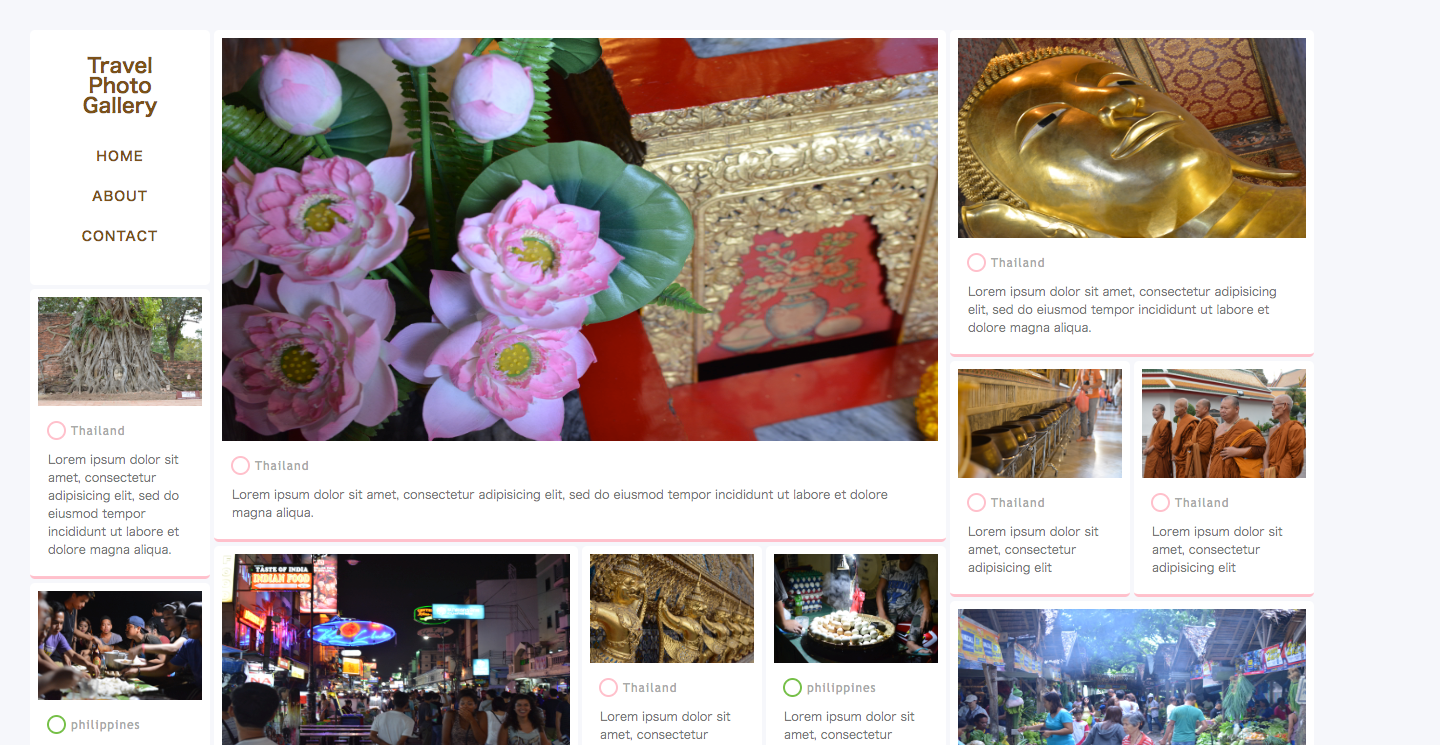 Travel
Photo
Gallery
HOME
ABOUT
CONTACT
Thailand
Lorem ipsum dolor sit
amet, consectetur
adipisicing elit, sed do
eiusmod tempor
incididunt ut labore et
dolore magna aliqua.
philippines
Thailand
Lorem ipsum dolor sit amet, consectetur adipisicing elit, sed do eiusmod tempor incididunt ut labore et dolore
magna aliqua.
TASTE OF INDIA
INDIAN FOOD
Thailand
Lorem ipsum dolor sit
amet, consectetur
philippines
Lorem ipsum dolor sit
amet, consectetur
Thailand
Lorem ipsum dolor sit amet, consectetur adipisicing
elit, sed do eiusmod tempor incididunt ut labore et
dolore magna aliqua.
Thailand
Lorem ipsum dolor sit
amet, consectetur
adipisicing elit
Thailand
Lorem ipsum dolor sit
amet, consectetur
adipisicing elit